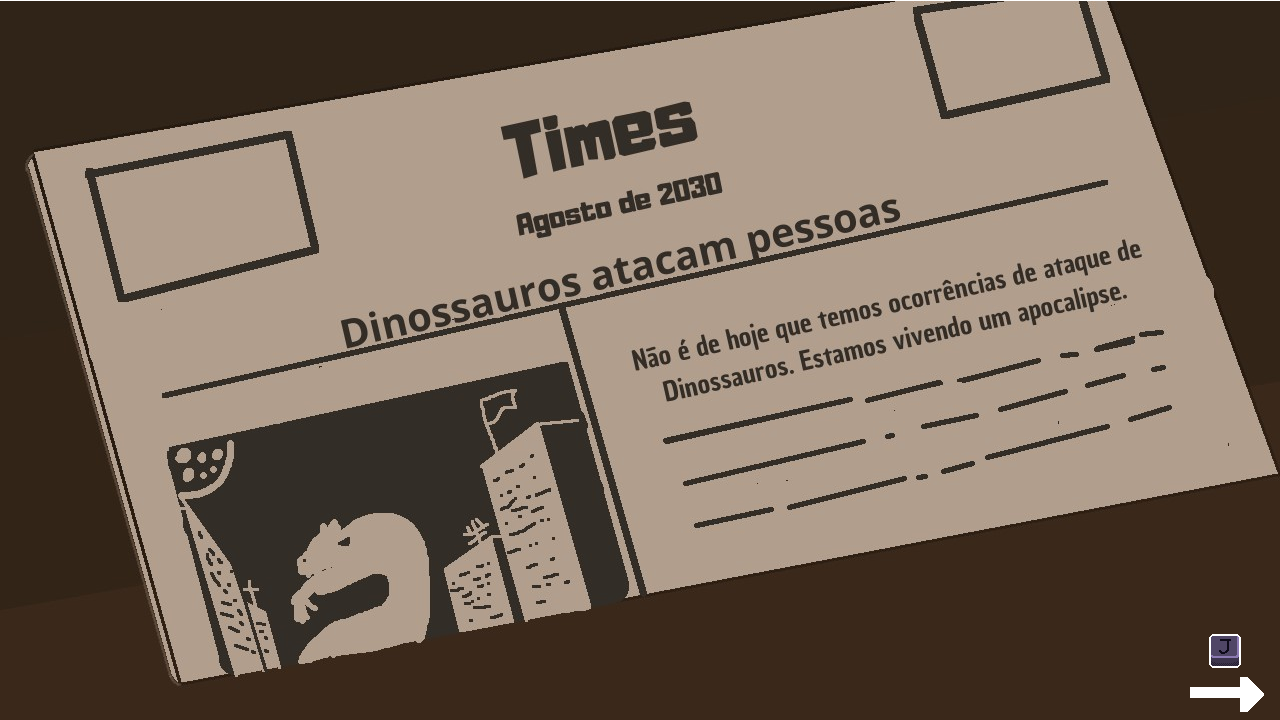 Times
Agosto de 2030
Dinossauros atacam pessoas
Não é de hoje que temos ocorrências de ataque de
Dinossauros. Estamos vivendo um apocalipse.
J